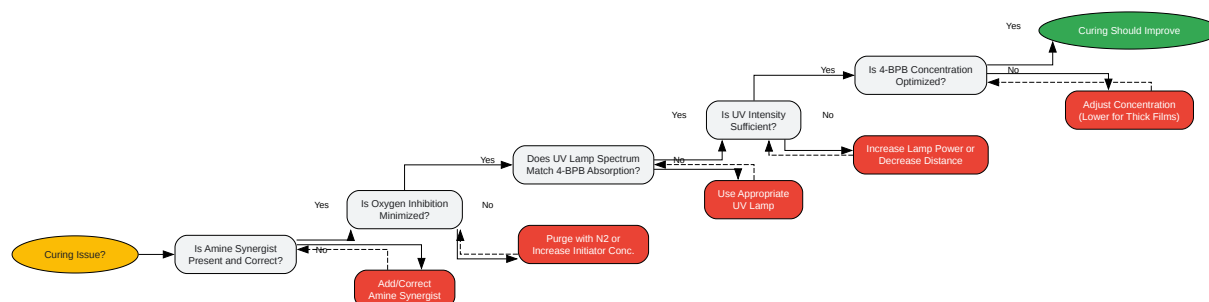 Curing Issue?
Is Amine Synergist
Present and Correct?
No
Add/Correct
Amine Synergist
Yes
Is Oxygen Inhibition
Minimized?
No
Purge with N2 or
Increase Initiator Conc.
Yes
Does UV Lamp Spectrum
Match 4-BPB Absorption?
No
Use Appropriate
UV Lamp
Yes
Is UV Intensity
Sufficient?
No
Increase Lamp Power or
Decrease Distance
Yes
Is 4-BPB Concentration
Optimized?
No
Adjust Concentration
(Lower for Thick Films)
Yes
Curing Should Improve